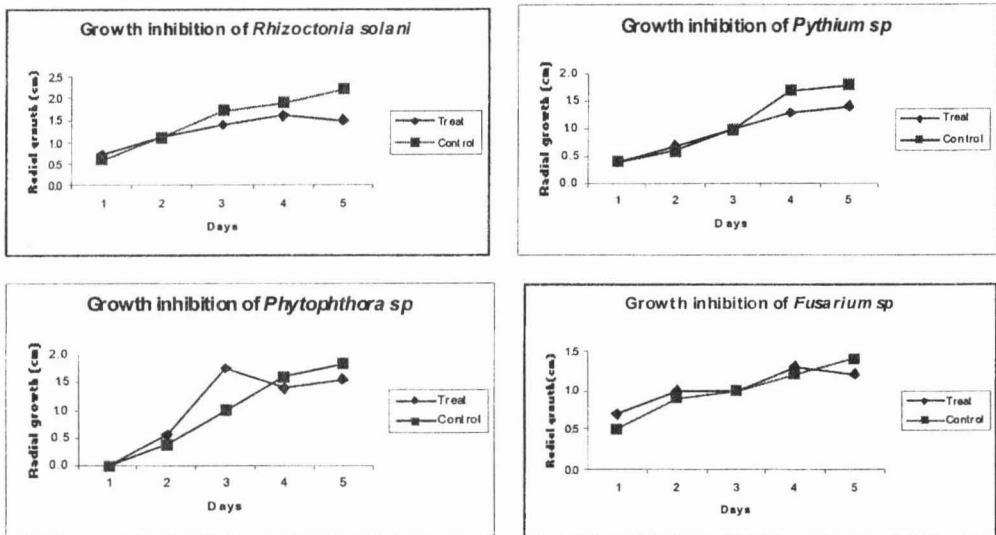 Growth inhibition of Rhizoctonia solani
Radial growth (cm)
2.5
2.0
1.5
1.0
0.5
0.0
1 2 3 4 5
Days
Treat
Control
Growth inhibition of Pythium sp
Radial growth (cm)
2.0
1.5
1.0
0.5
0.0
1 2 3 4 5
Days
Treat
Control
Growth inhibition of Phytophthora sp
Radial growth (cm)
2.0
1.5
1.0
0.5
0.0
1 2 3 4 5
Days
Treat
Control
Growth inhibition of Fusarium sp
Radial growth (cm)
1.5
1.0
0.5
0.0
1 2 3 4 5
Days
Treat
Control